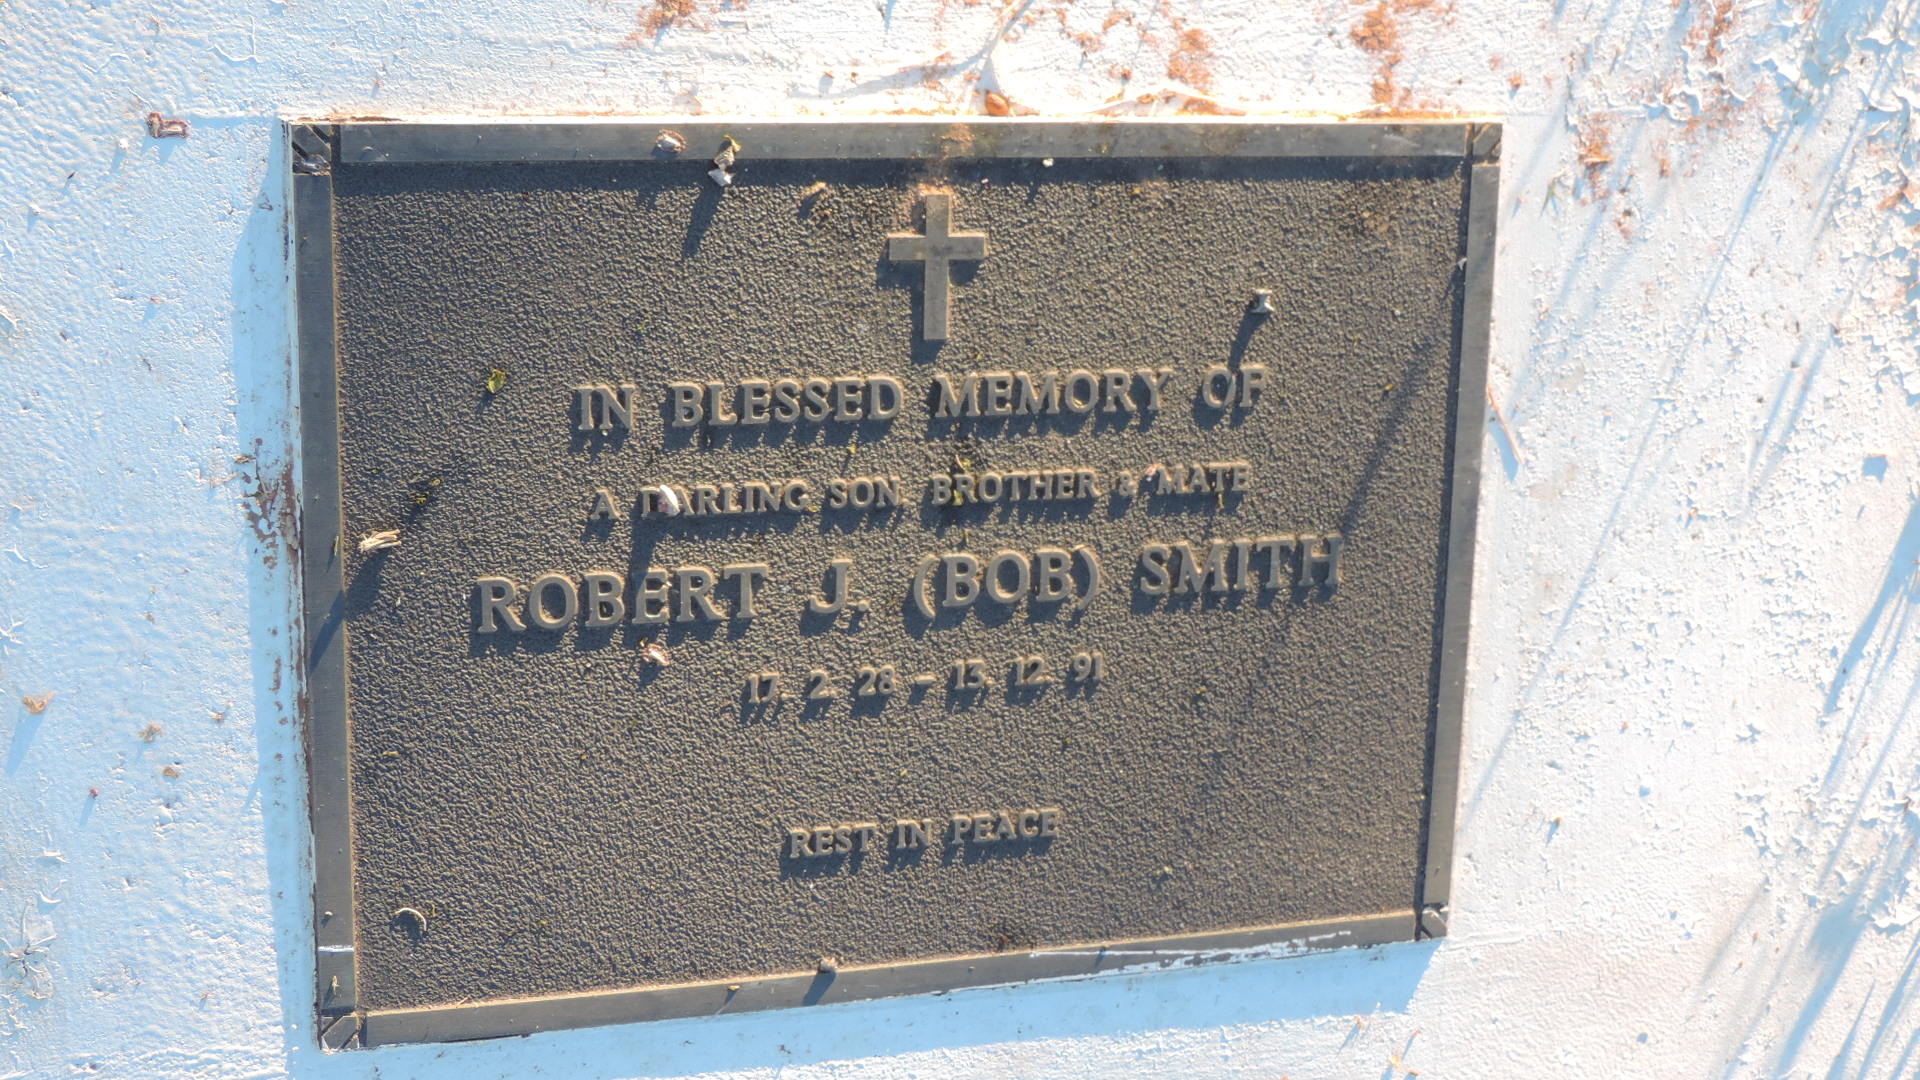 IN BLESSED MEMORY OF
A DARLING SON, BROTHER & 'MATE'
ROBERT J. (BOB) SMITH
17. 2. 28 - 13. 12. 91
REST IN PEACE